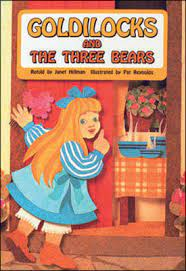 GOLDILOCKS
AND
THE THREE BEARS
Retold by Janet Hillman Illustrated by Pat Reynolds